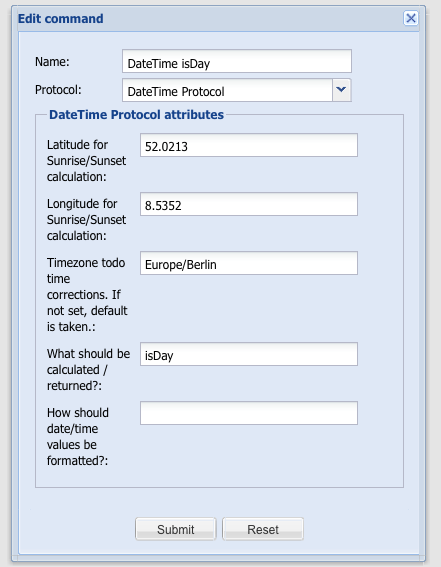 Edit command
Name:
DateTime isDay
Protocol:
DateTime Protocol
DateTime Protocol attributes
Latitude for
Sunrise/Sunset
calculation:
52.0213
Longitude for
Sunrise/Sunset
calculation:
8.5352
Timezone todo
time
corrections. If
not set, default
is taken.:
Europe/Berlin
What should be
calculated /
returned?:
isDay
How should
date/time
values be
formatted?:
Submit
Reset